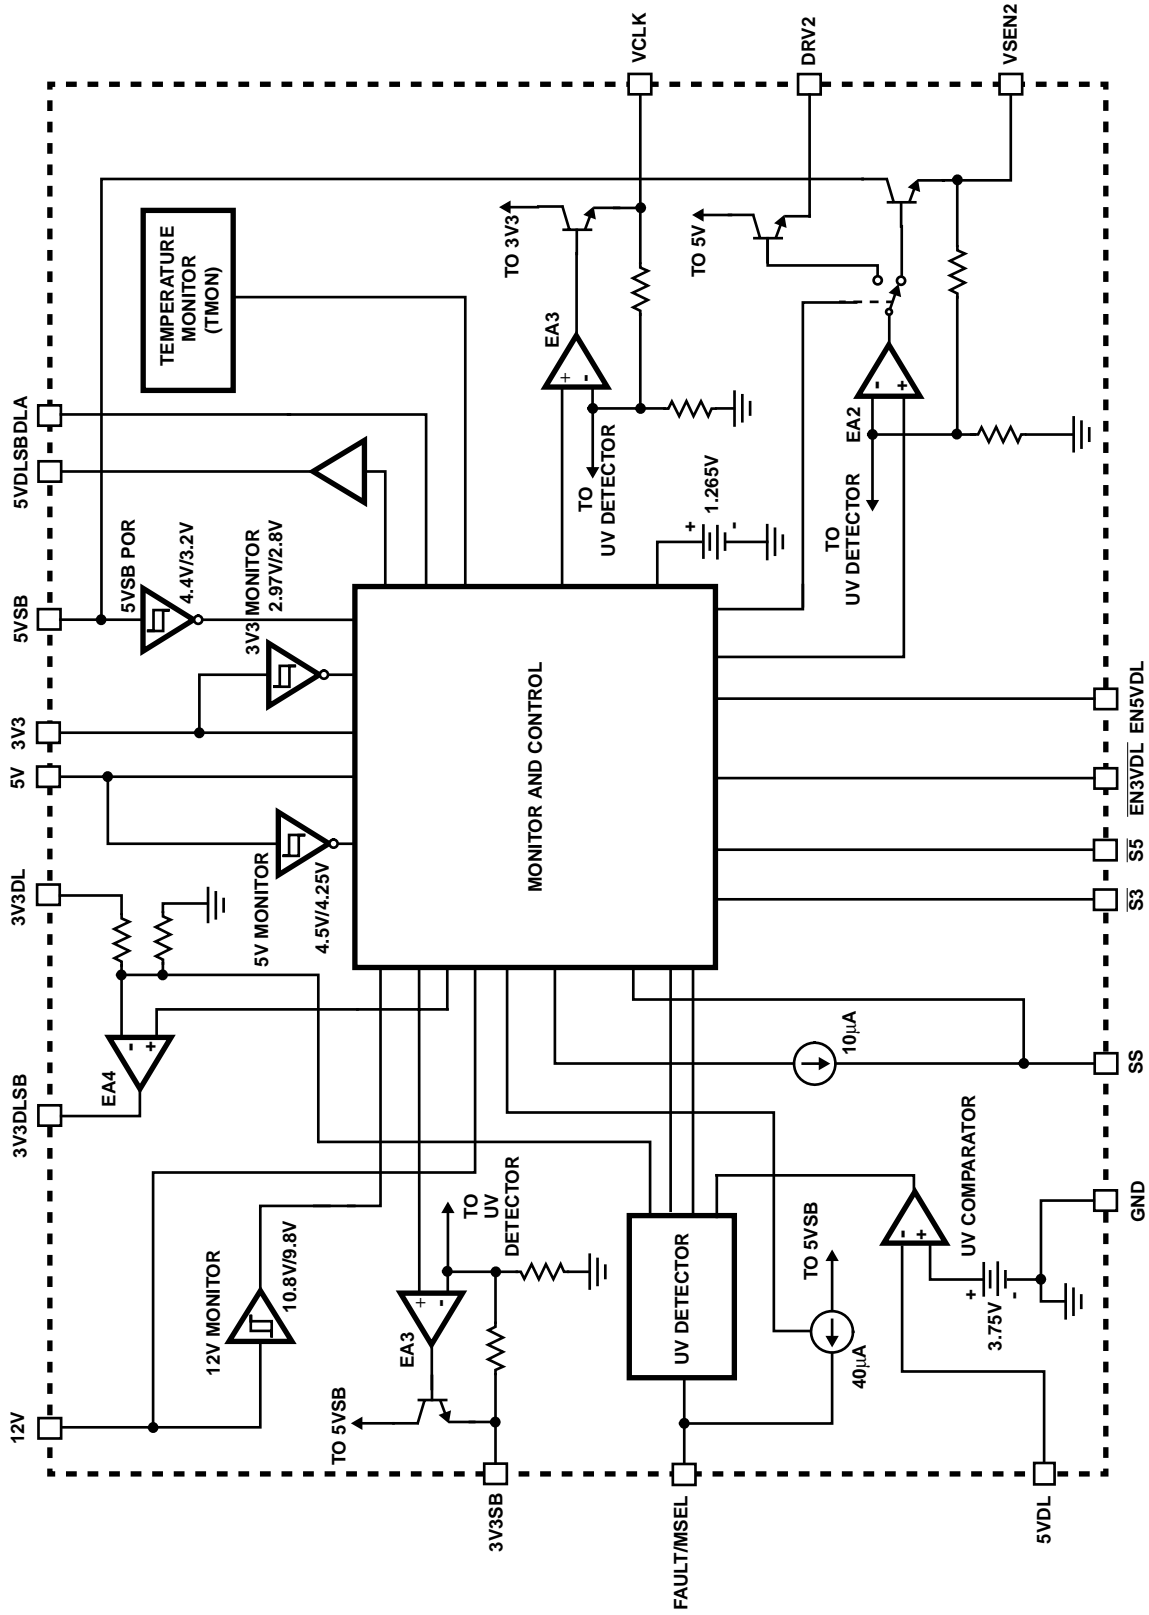 12V
3V3DLSB
3V3DL
5V
3V3
5VSB
5VDLSB
DLA
12V MONITOR
10.8V/9.8V
EA4
5V MONITOR
4.5V/4.25V
3V3 MONITOR
2.97V/2.8V
5VSB POR
4.4V/3.2V
TEMPERATURE
MONITOR
(TMON)
TO 5VSB
EA3
TO
UV
DETECTOR
MONITOR AND CONTROL
EA3
TO 3V3
TO
UV DETECTOR
1.265V
TO 5V
EA2
TO
UV DETECTOR
UV DETECTOR
TO 5VSB
40µA
10µA
UV COMPARATOR
3.75V
3V3SB
FAULT/MSEL
5VDL
VCLK
DRV2
VSEN2
GND
SS
S3
S5
EN3VDL
EN5VDL
+
-
+
-
+
-
+
-
+
-
+
-
+
-